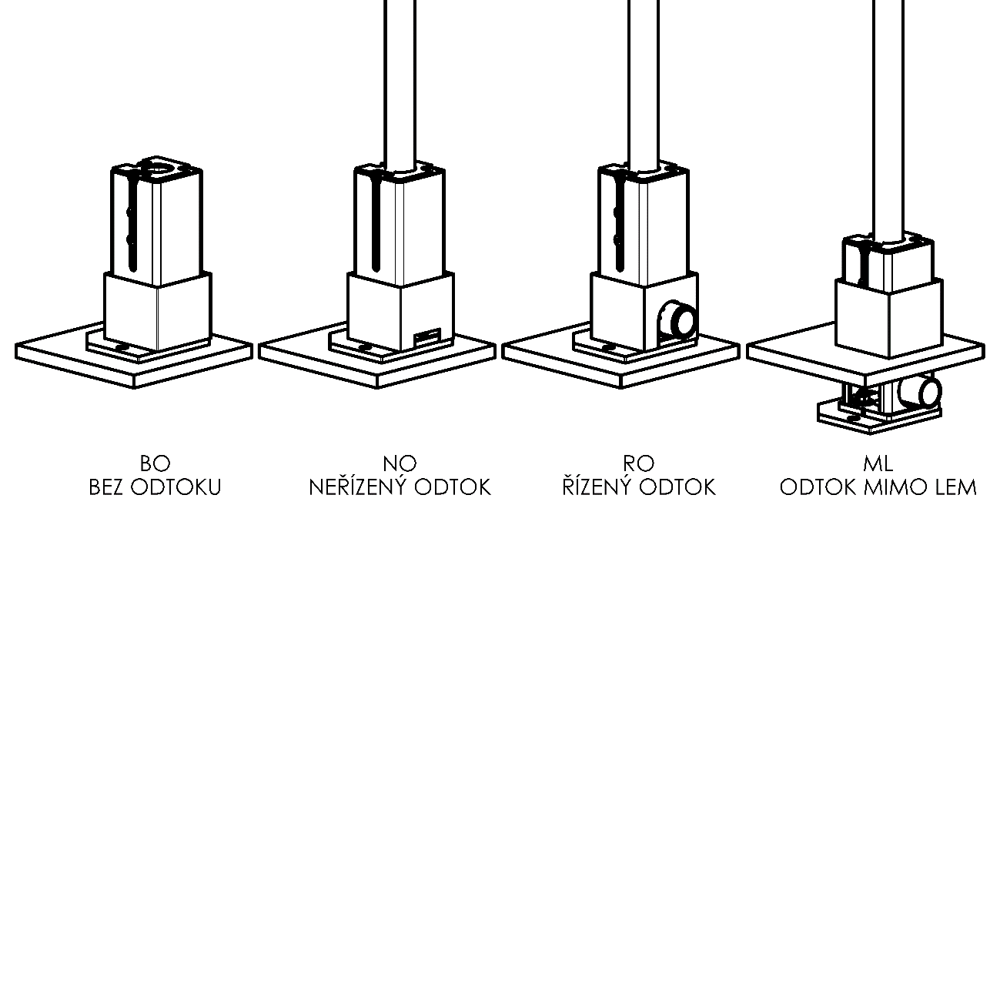 BO
BEZ ODTOKU
NO
NEŘÍZENÝ ODTOK
RO
ŘÍZENÝ ODTOK
ML
ODTOK MIMO LEM